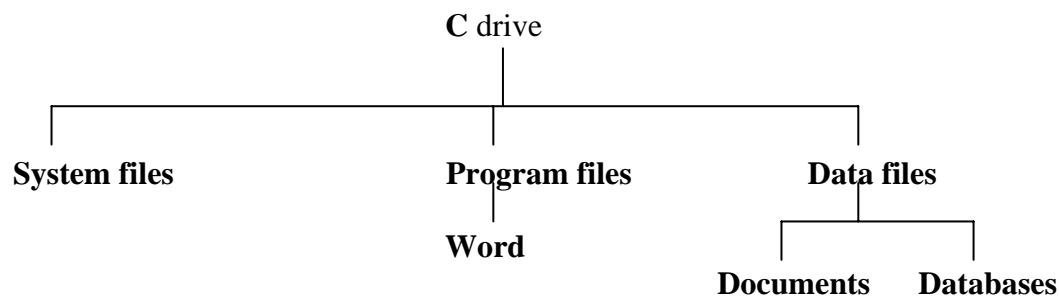 C drive
System files Program files Data files
Word
Documents Databases